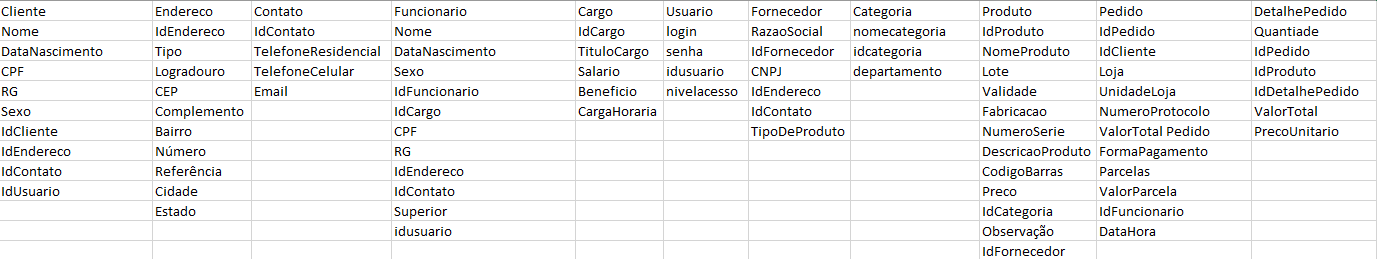 Cliente Endereco Contato Funcionario Cargo Usuario Fornecedor Categoria Produto Pedido DetalhePedido
Nome IdEndereco IdContato Nome IdCargo login RazaoSocial nomecategoria IdProduto IdPedido Quantiade
DataNascimento Tipo TelefoneResidencial DataNascimento TituloCargo senha IdFornecedor idcategoria NomeProduto IdCliente IdPedido
CPF Logradouro TelefoneCelular Sexo Salario idusuario CNPJ departamento Lote Loja IdProduto
RG CEP Email IdFuncionario Beneficio nivelacesso IdEndereco Validade UnidadeLoja IdDetalhePedido
Sexo Complemento IdCargo CargaHoraria IdContato Fabricacao NumeroProtocolo ValorTotal
IdCliente Bairro CPF TipoDeProduto NumeroSerie ValorTotal Pedido PrecoUnitario
IdEndereco Número RG DescricaoProduto FormaPagamento
IdContato Referência IdEndereco CodigoBarras Parcelas
IdUsuario Cidade IdContato Preco ValorParcela
Estado Superior IdCategoria IdFuncionario
idusuario Observação DataHora
IdFornecedor